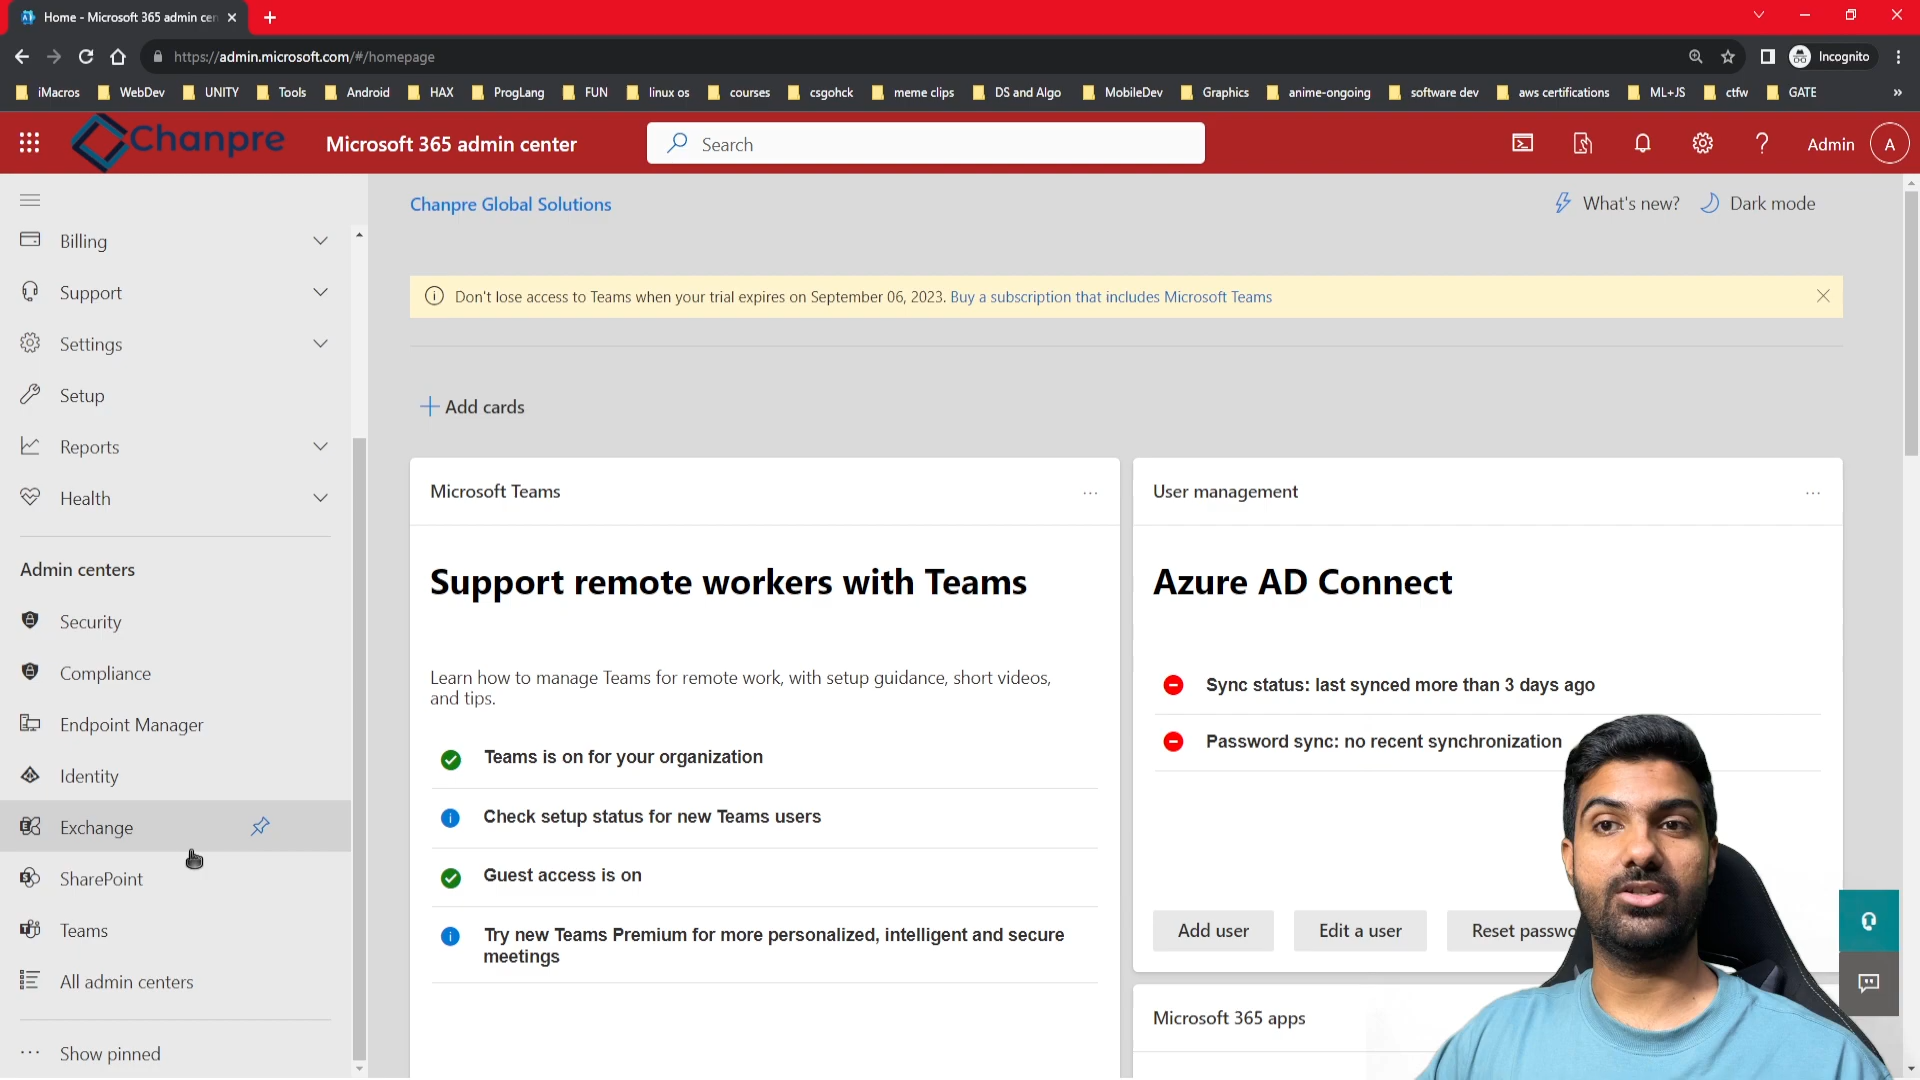 Home - Microsoft 365 admin cen
https://admin.microsoft.com/#/homepage
Incognito
iMacros WebDev UNITY Tools Android HAX ProgLang FUN linux os courses csgohck meme clips DS and Algo MobileDev Graphics anime-ongoing software dev aws certifications ML+JS ctfw GATE »
Chanpre Microsoft 365 admin center Search Admin A
Chanpre Global Solutions What's new? Dark mode
Billing
Support
Settings
Setup
Reports
Health
Admin centers
Security
Compliance
Endpoint Manager
Identity
Exchange
SharePoint
Teams
All admin centers
Show pinned
Don't lose access to Teams when your trial expires on September 06, 2023. Buy a subscription that includes Microsoft Teams
Add cards
Microsoft Teams
Support remote workers with Teams
Learn how to manage Teams for remote work, with setup guidance, short videos,
and tips.
Teams is on for your organization
Check setup status for new Teams users
Guest access is on
Try new Teams Premium for more personalized, intelligent and secure
meetings
User management
Azure AD Connect
Sync status: last synced more than 3 days ago
Password sync: no recent synchronization
Add user Edit a user Reset passwo
Microsoft 365 apps